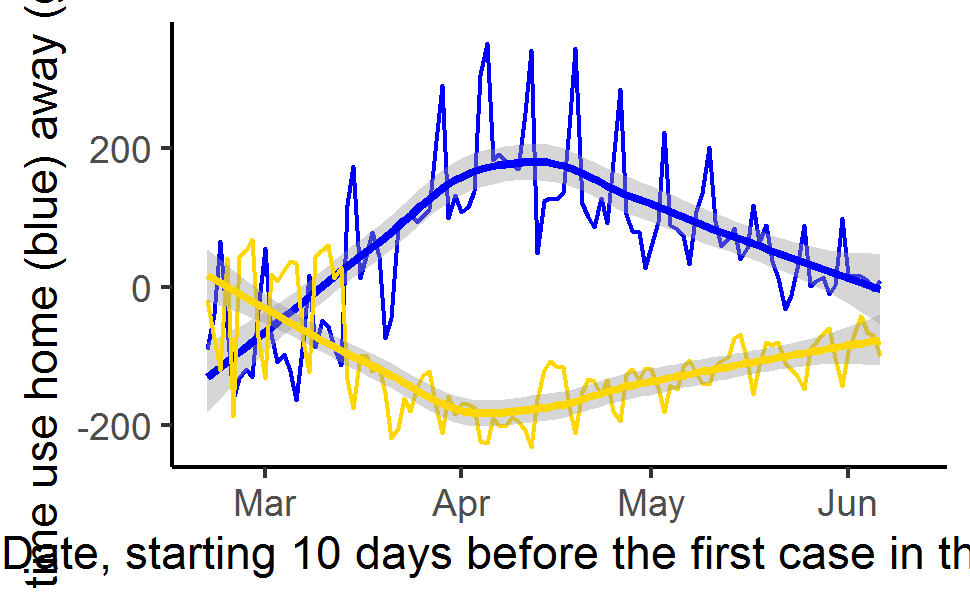 time use home (blue) away (
200
0
-200
Mar Apr May Jun
Date, starting 10 days before the first case in th